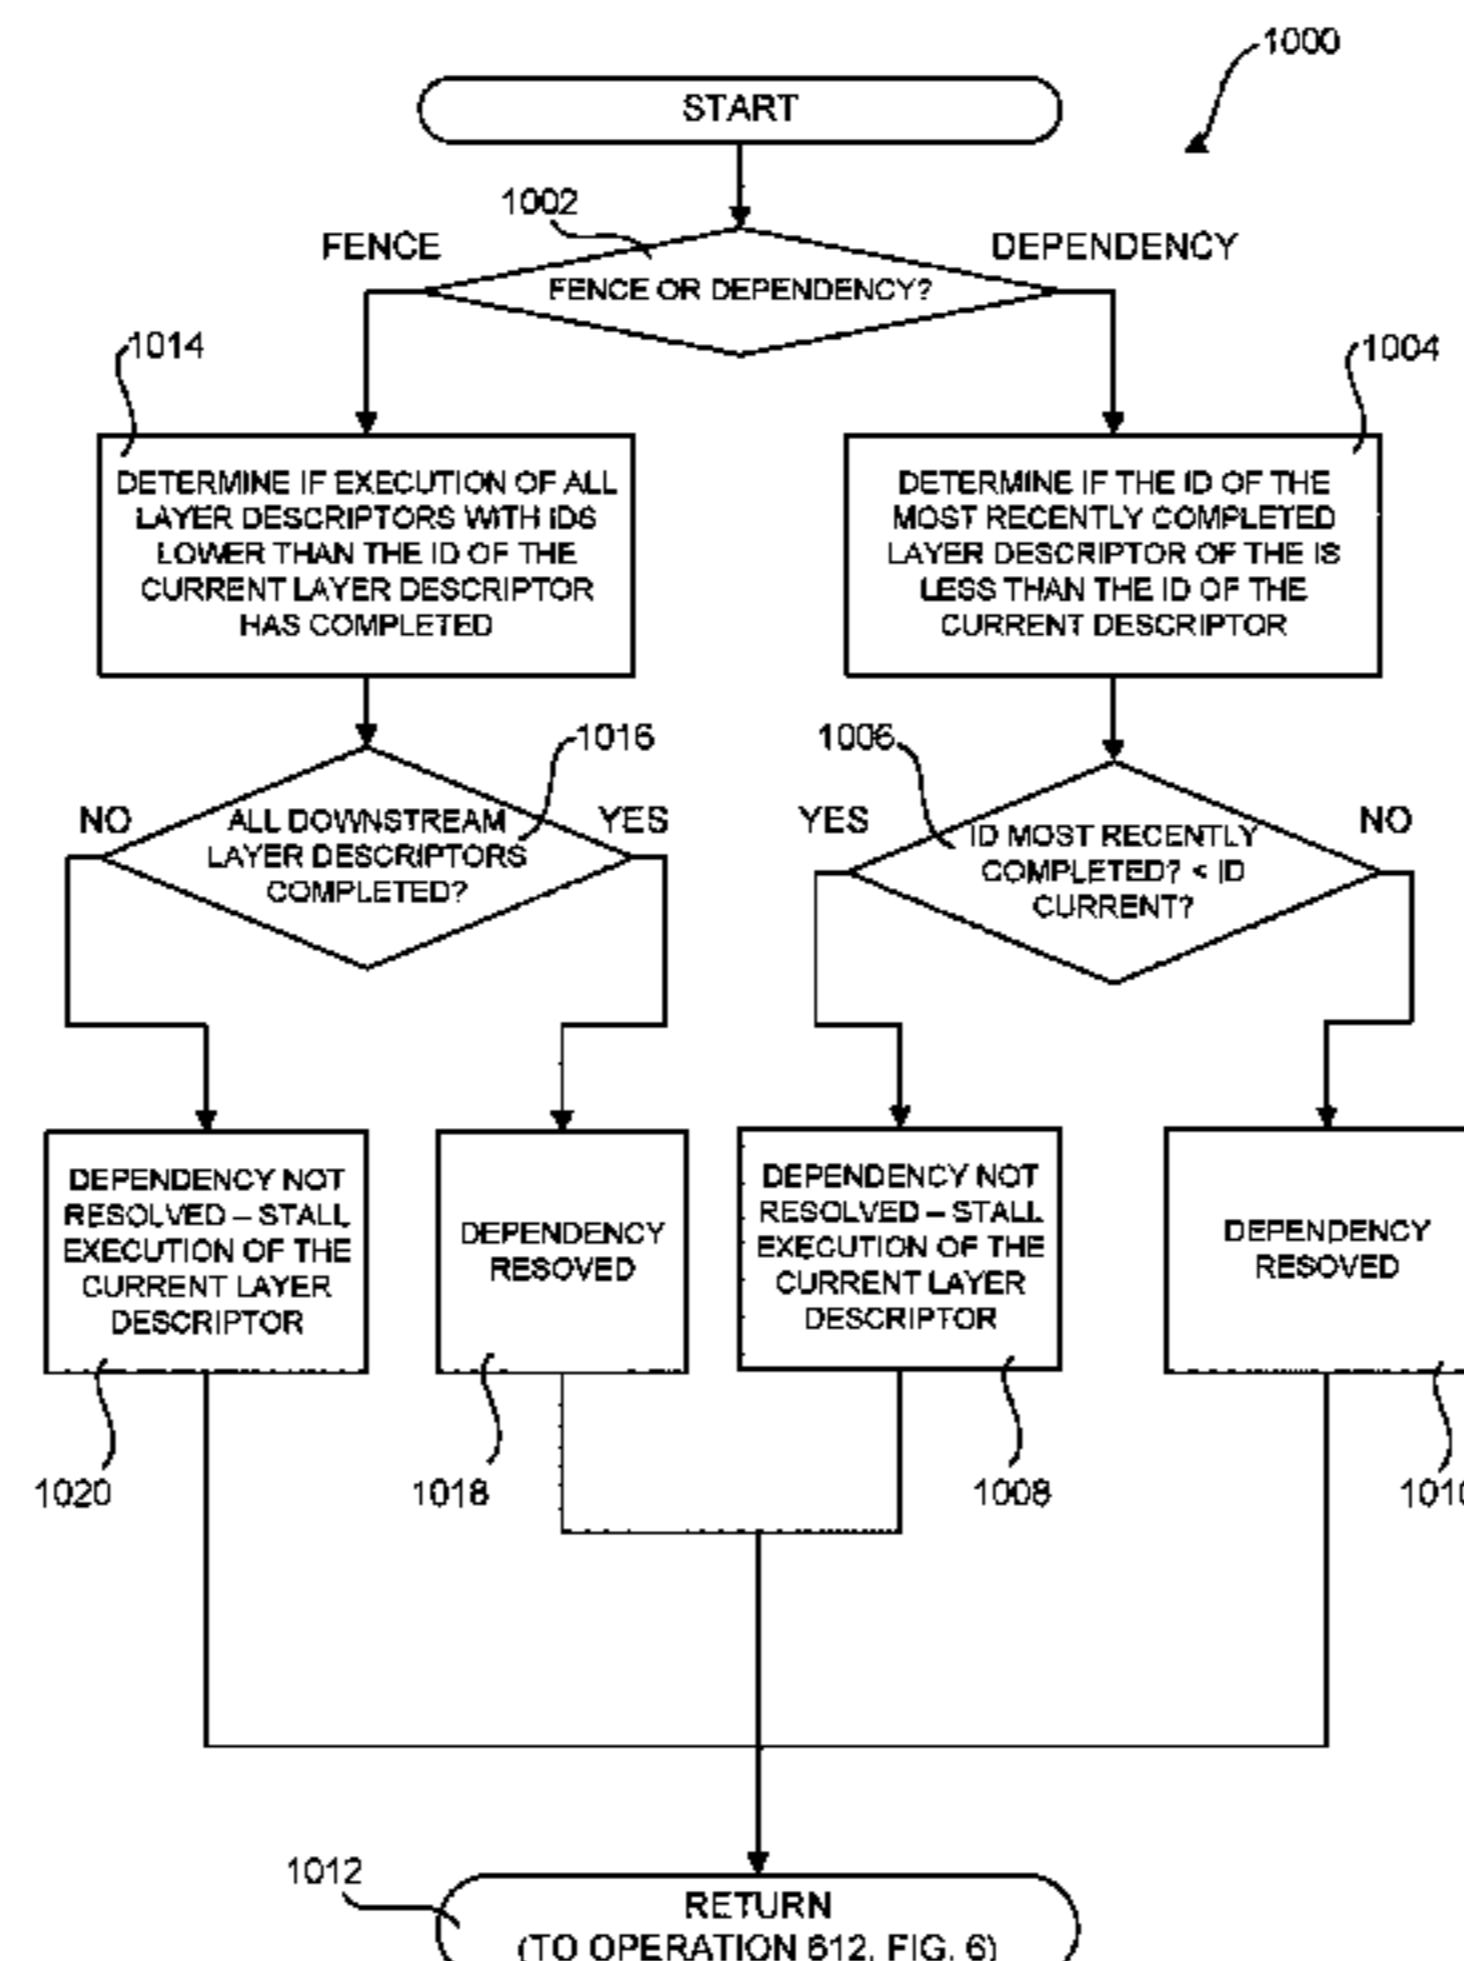 1000
START
1002
FENCE
DEPENDENCY
FENCE OR DEPENDENCY?
1014
1004
DETERMINE IF EXECUTION OF ALL
LAYER DESCRIPTORS WITH IDS
LOWER THAN THE ID OF THE
CURRENT LAYER DESCRIPTOR
HAS COMPLETED
DETERMINE IF THE ID OF THE
MOST RECENTLY COMPLETED
LAYER DESCRIPTOR OF THE IS
LESS THAN THE ID OF THE
CURRENT DESCRIPTOR
1016
1006
NO
ALL DOWNSTREAM
LAYER DESCRIPTORS
COMPLETED?
YES
YES
ID MOST RECENTLY
COMPLETED? < ID
CURRENT?
NO
DEPENDENCY NOT
RESOLVED – STALL
EXECUTION OF THE
CURRENT LAYER
DESCRIPTOR
DEPENDENCY
RESOVED
DEPENDENCY NOT
RESOLVED – STALL
EXECUTION OF THE
CURRENT LAYER
DESCRIPTOR
DEPENDENCY
RESOVED
1020
1018
1008
1010
1012
RETURN
(TO OPERATION 612, FIG. 6)